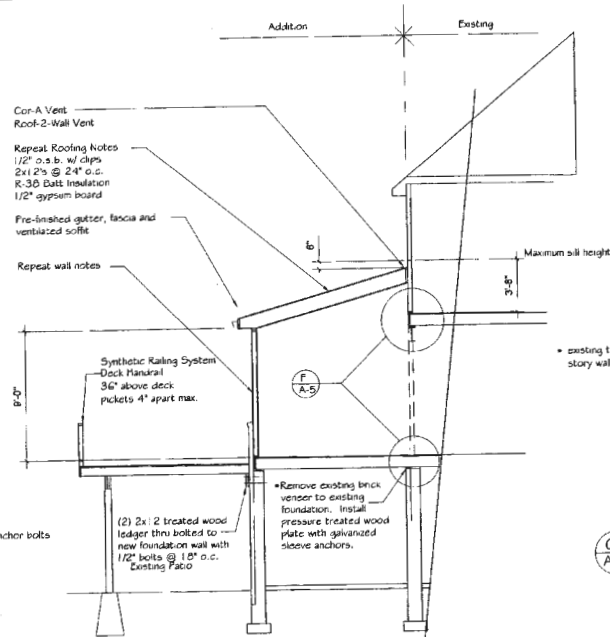 Addition
Existing
Cor-A Vent
Roof-2-Wall Vent
Repeat Roofing Notes
1/2" o.s.b. w/ clips
2x12's @ 24" o.c.
R-38 Batt Insulation
1/2" gypsum board
Pre-finished gutter, fascia and
ventilated soffit
Repeat wall notes
6"
Maximum sill height
3'-8"
9'-0"
Synthetic Railing System
Deck Handrail
36" above deck
pickets 4" apart max.
F
A-5
• existing t
story wal
•Remove existing brick
veneer to existing
foundation. Install
pressure treated wood
plate with galvanized
sleeve anchors.
(2) 2x12 treated wood
ledger thru bolted to
new foundation wall with
1/2" bolts @ 18" o.c.
Existing Patio
nchor bolts